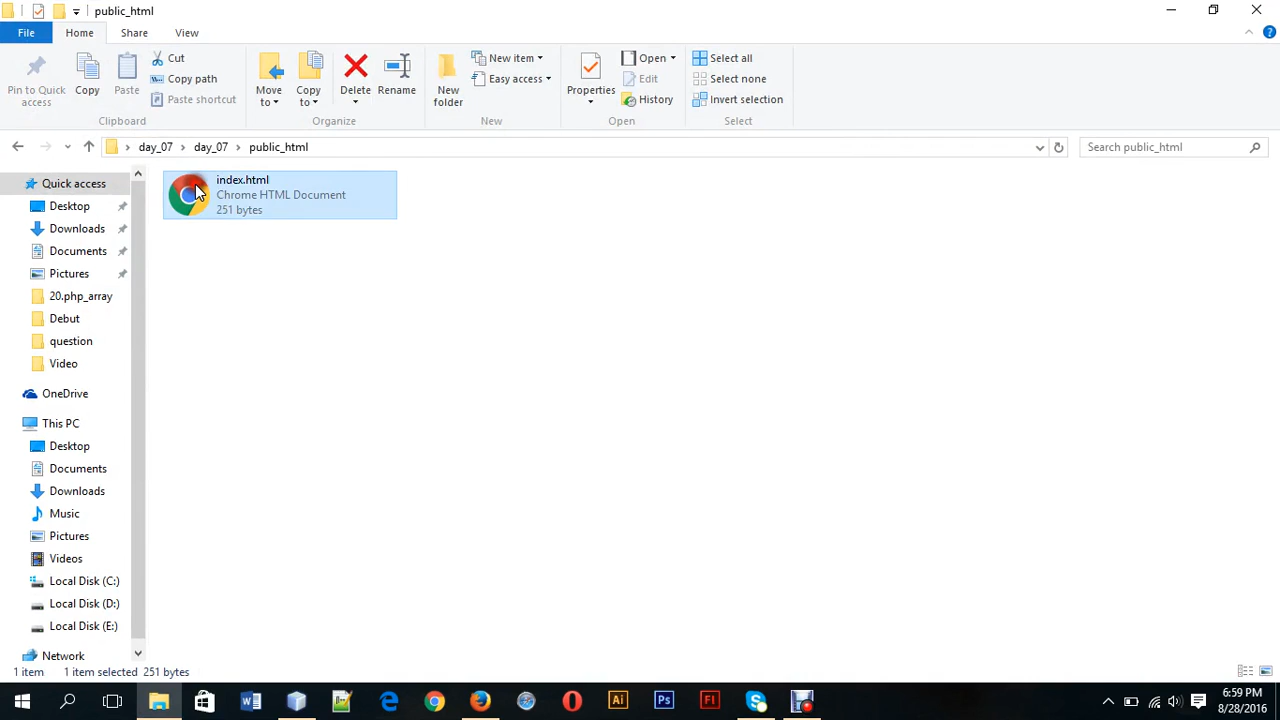 public_html
File Home Share View
Pin to Quick access
Copy
Paste
Cut
Copy path
Paste shortcut
Clipboard
Move to
Copy to
Delete
Rename
Organize
New folder
New item
Easy access
New
Properties
Open
Edit
History
Open
Select all
Select none
Invert selection
Select
day_07 day_07 public_html
Search public_html
Quick access
Desktop
Downloads
Documents
Pictures
20.php_array
Debut
question
Video
OneDrive
This PC
Desktop
Documents
Downloads
Music
Pictures
Videos
Local Disk (C:)
Local Disk (D:)
Local Disk (E:)
Network
index.html
Chrome HTML Document
251 bytes
1 item 1 item selected 251 bytes
Ai
Ps
Fl
6:59 PM
8/28/2016